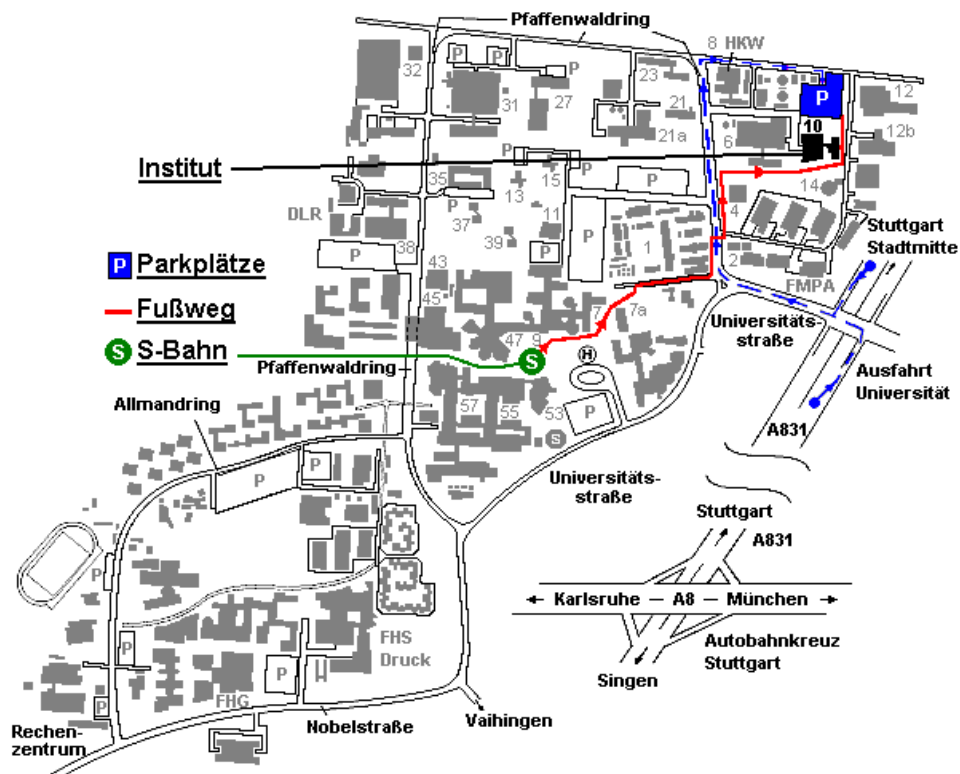 Pfaffenwaldring
8 HKW
P
P
P
32
23
31
27
21
12
P
21a
6
10
12b
Institut
P
35
15
P
13
14
DLR
37
11
4
Stuttgart
Stadtmitte
39
1
P
38
P
P
2
P Parkplätze
43
FMPA
45
7
7a
Fußweg
Universitäts-
straße
47
9
H
S S-Bahn
S
Pfaffenwaldring
Ausfahrt
Universität
Allmandring
57
55
53
P
A831
S
P
P
Universitäts-
straße
Stuttgart
A831
P
Karlsruhe – A8 – München
FHS
Druck
Autobahnkreuz
Stuttgart
P
P
Singen
FHG
P
Rechen-
zentrum
Nobelstraße
Vaihingen